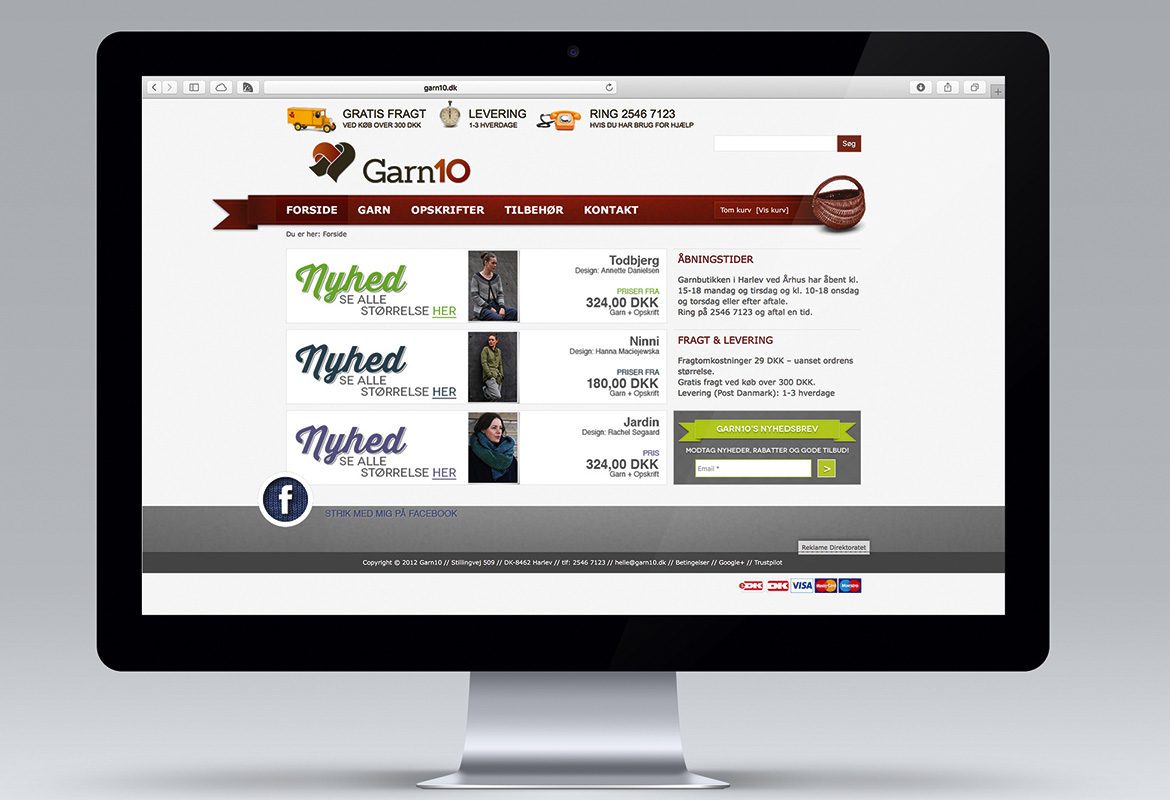 garn10.dk
GRATIS FRAGT
VED KØB OVER 300 DKK
LEVERING
1-3 HVERDAGE
RING 2546 7123
HVIS DU HAR BRUG FOR HJÆLP
Søg
Garn10
FORSIDE GARN OPSKRIFTER TILBEHØR KONTAKT
Tom kurv [Vis kurv]
Du er her: Forside
Nyhed
SE ALLE
STØRRELSE HER
Todbjerg
Design: Annette Danielsen
PRISER FRA
324,00 DKK
Garn + Opskrift
Nyhed
SE ALLE
STØRRELSE HER
Ninni
Design: Hanna Maciejewska
PRISER FRA
180,00 DKK
Garn + Opskrift
Nyhed
SE ALLE
STØRRELSE HER
Jardin
Design: Rachel Søgaard
PRIS
324,00 DKK
Garn + Opskrift
ÅBNINGSTIDER
Garnbutikken i Harlev ved Århus har åbent kl.
15-18 mandag og tirsdag og kl. 10-18 onsdag
og torsdag eller efter aftale.
Ring på 2546 7123 og aftal en tid.
FRAGT & LEVERING
Fragtomkostninger 29 DKK – uanset ordrens
størrelse.
Gratis fragt ved køb over 300 DKK.
Levering (Post Danmark): 1-3 hverdage
GARN10'S NYHEDSBREV
MODTAG NYHEDER, RABATTER OG GODE TILBUD!
Email *
>
f
STRIK MED MIG PÅ FACEBOOK
Reklame Direktoratet
Copyright © 2012 Garn10 // Stillingvej 509 // DK-8462 Harlev // tlf: 2546 7123 // helle@garn10.dk // Betingelser // Google+ // Trustpilot
DK DK VISA MasterCard Maestro